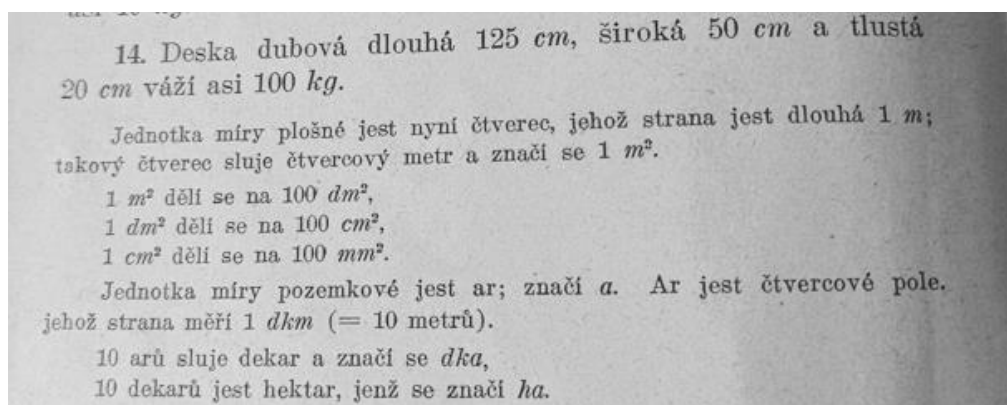 14. Deska dubová dlouhá 125 cm, široká 50 cm a tlustá
20 cm váží asi 100 kg.
Jednotka míry plošné jest nyní čtverec, jehož strana jest dlouhá 1 m;
takový čtverec sluje čtvercový metr a značí se 1 m².
1 m² dělí se na 100 dm²,
1 dm² dělí se na 100 cm²,
1 cm² dělí se na 100 mm².
Jednotka míry pozemkové jest ar; značí a. Ar jest čtvercové pole.
jehož strana měří 1 dkm (= 10 metrů).
10 arů sluje dekar a značí se dka,
10 dekarů jest hektar, jenž se značí ha.